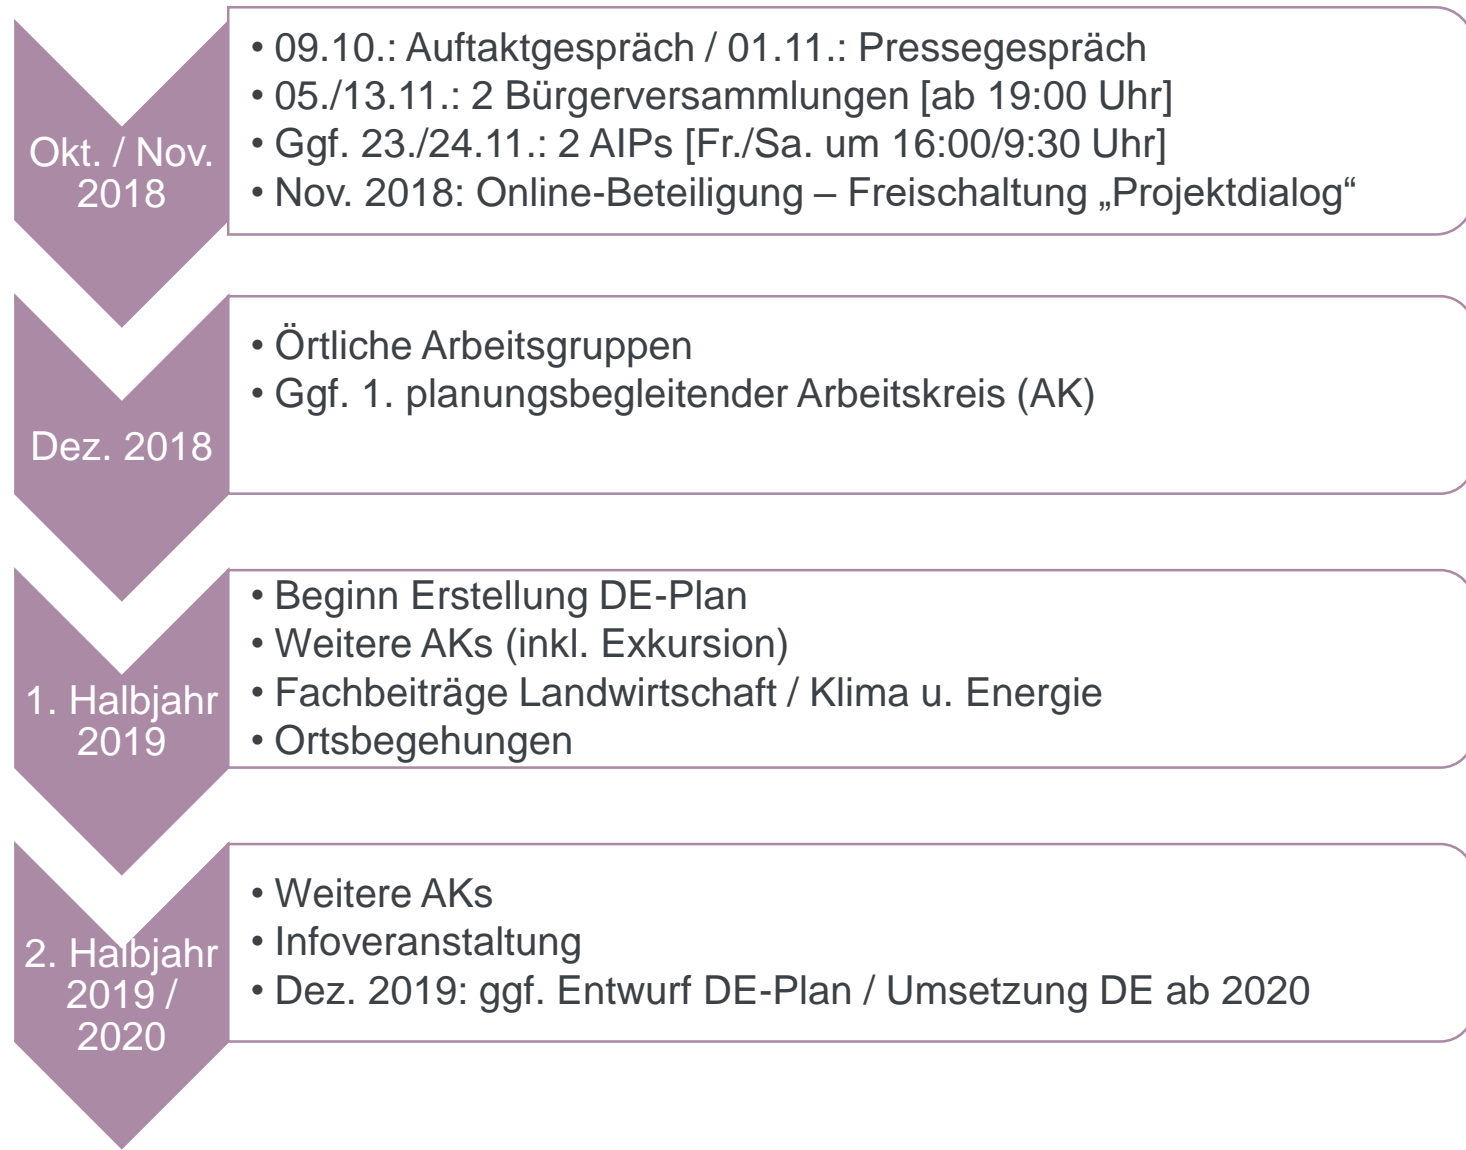 Okt. / Nov.
2018
• 09.10.: Auftaktgespräch / 01.11.: Pressegespräch
• 05./13.11.: 2 Bürgerversammlungen [ab 19:00 Uhr]
• Ggf. 23./24.11.: 2 AIPs [Fr./Sa. um 16:00/9:30 Uhr]
• Nov. 2018: Online-Beteiligung – Freischaltung „Projektdialog“
Dez. 2018
• Örtliche Arbeitsgruppen
• Ggf. 1. planungsbegleitender Arbeitskreis (AK)
1. Halbjahr
2019
• Beginn Erstellung DE-Plan
• Weitere AKs (inkl. Exkursion)
• Fachbeiträge Landwirtschaft / Klima u. Energie
• Ortsbegehungen
2. Halbjahr
2019 /
2020
• Weitere AKs
• Infoveranstaltung
• Dez. 2019: ggf. Entwurf DE-Plan / Umsetzung DE ab 2020